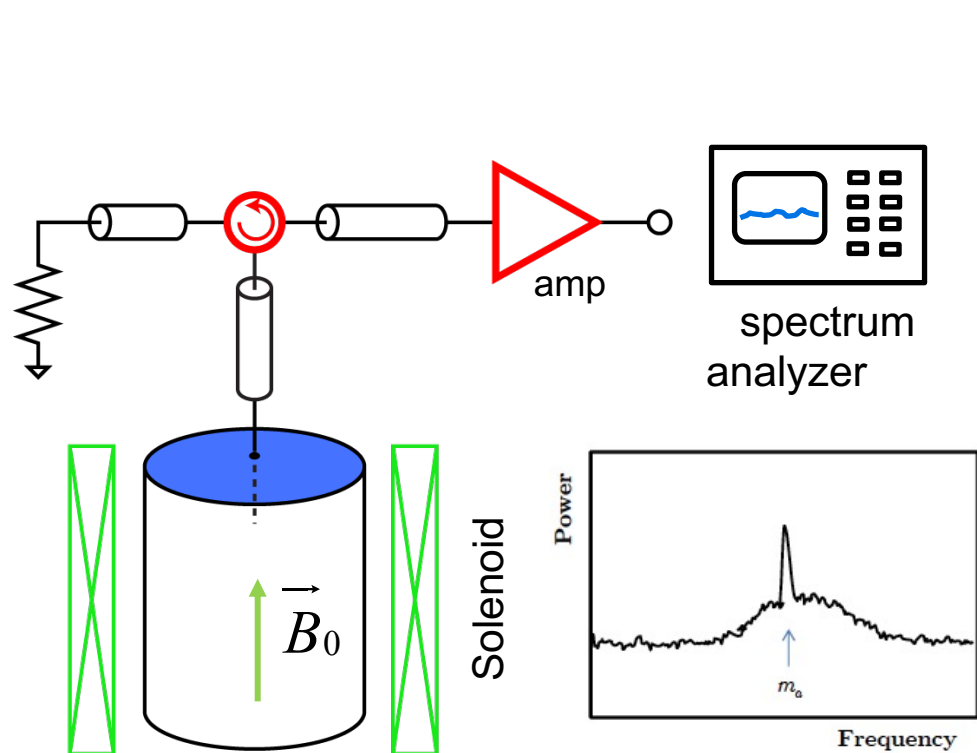 amp
spectrum
analyzer
Solenoid
B₀
Power
mₐ
Frequency